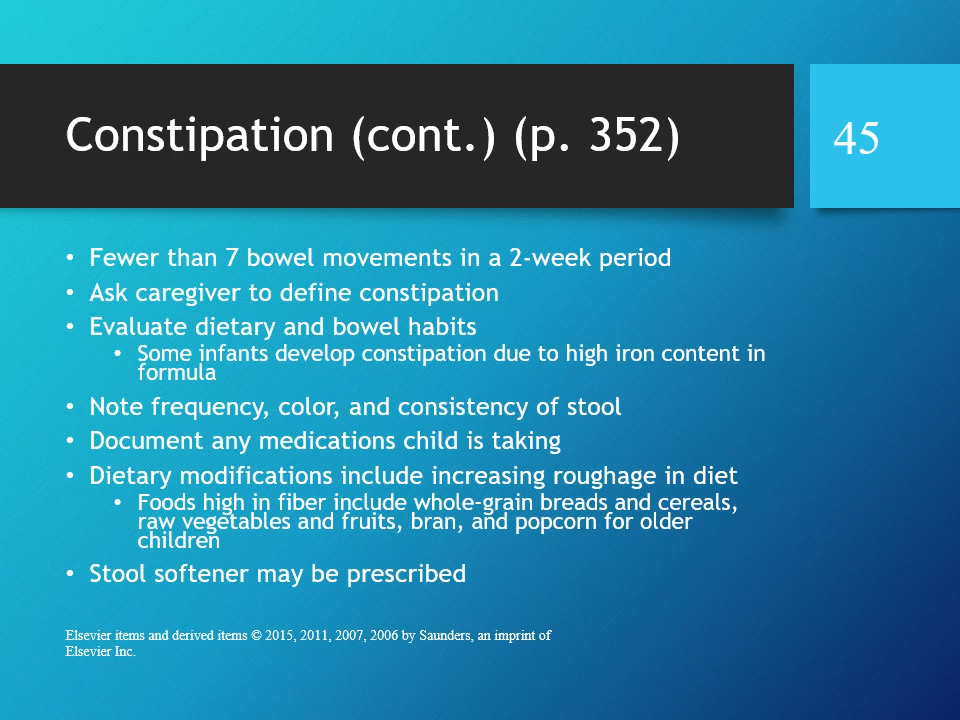 Constipation (cont.) (p. 352)
45
• Fewer than 7 bowel movements in a 2-week period
• Ask caregiver to define constipation
• Evaluate dietary and bowel habits
• Some infants develop constipation due to high iron content in
formula
• Note frequency, color, and consistency of stool
• Document any medications child is taking
• Dietary modifications include increasing roughage in diet
• Foods high in fiber include whole-grain breads and cereals,
raw vegetables and fruits, bran, and popcorn for older
children
• Stool softener may be prescribed
Elsevier items and derived items © 2015, 2011, 2007, 2006 by Saunders, an imprint of
Elsevier Inc.